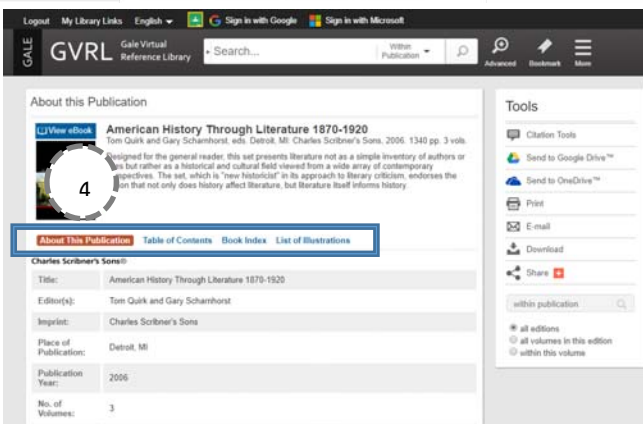 Logout My Library Links English Sign in with Google Sign in with Microsoft
GALE GVRL Gale Virtual Reference Library Search... Within Publication Advanced Bookmark More
About this Publication
View eBook American History Through Literature 1870-1920
Tom Quirk and Gary Scharnhorst, eds. Detroit, MI: Charles Scribner's Sons, 2006. 1340 pp. 3 vols.
Designed for the general reader, this set presents literature not as a simple inventory of authors or
but rather as a historical and cultural field viewed from a wide array of contemporary
perspectives. The set, which is "new historicist" in its approach to literary criticism, endorses the
that not only does history affect literature, but literature itself informs history.
4
About This Publication Table of Contents Book Index List of Illustrations
Charles Scribner's Sons®
Title: American History Through Literature 1870-1920
Editor(s): Tom Quirk and Gary Scharnhorst
Imprint: Charles Scribner's Sons
Place of Publication: Detroit, MI
Publication Year: 2006
No. of Volumes: 3
Tools
Citation Tools
Send to Google Drive™
Send to OneDrive™
Print
E-mail
Download
Share
within publication
all editions
all volumes in this edition
within this volume